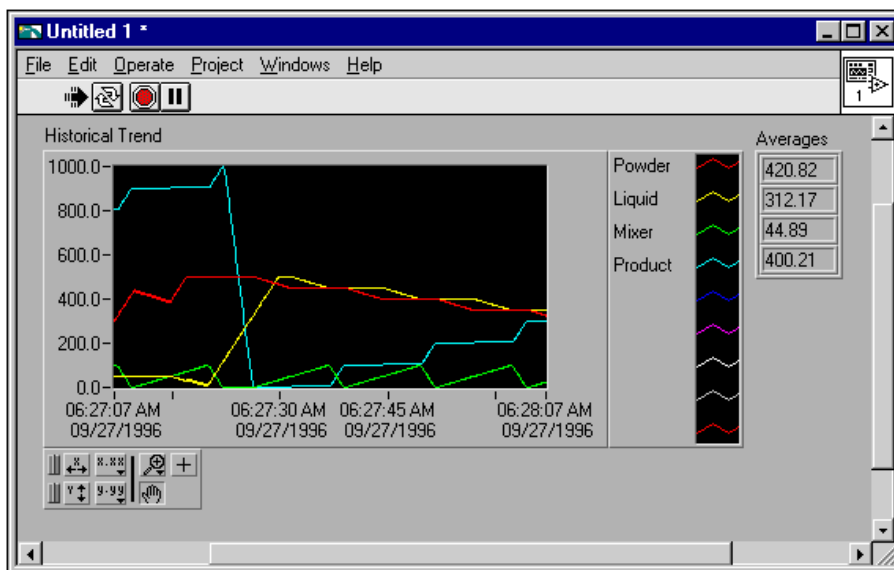 Untitled 1 *
File Edit Operate Project Windows Help
1
Historical Trend
Averages
1000.0
800.0
600.0
400.0
200.0
0.0
06:27:07 AM 06:27:30 AM 06:27:45 AM 06:28:07 AM
09/27/1996 09/27/1996 09/27/1996 09/27/1996
Powder 420.82
Liquid 312.17
Mixer 44.89
Product 400.21
X X.XX
Y Y.YY